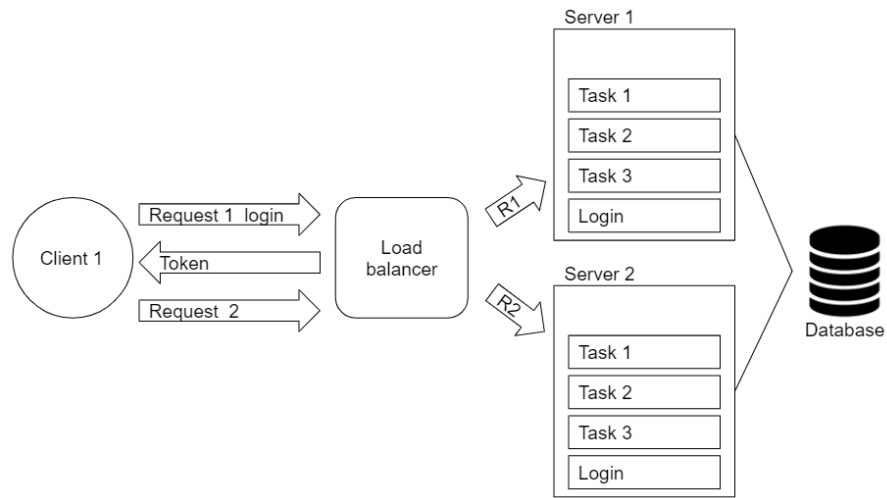 Server 1
Task 1
Task 2
Task 3
Login
Request 1 login
R1
Client 1
Token
Load
balancer
Request 2
R2
Server 2
Task 1
Task 2
Task 3
Login
Database